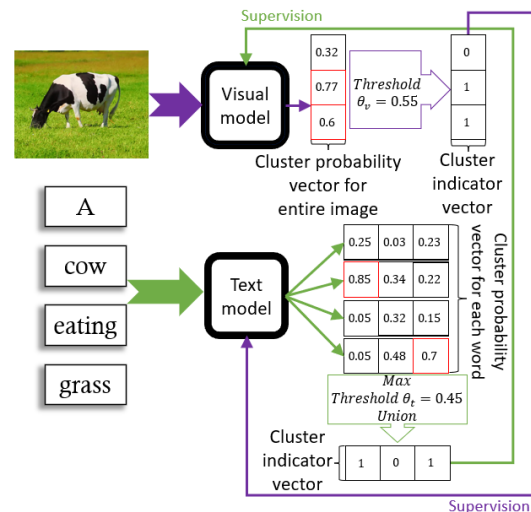 Supervision
Visual
model
0.32
0.77
0.6
Threshold
θ_v = 0.55
0
1
1
Cluster probability
vector for
entire image
Cluster
indicator
vector
A
cow
eating
grass
Text
model
0.25 0.03 0.23
0.85 0.34 0.22
0.05 0.32 0.15
0.05 0.48 0.7
Cluster probability
vector for each word
Max
Threshold θ_t = 0.45
Union
Cluster
indicator
vector
1 0 1
Supervision